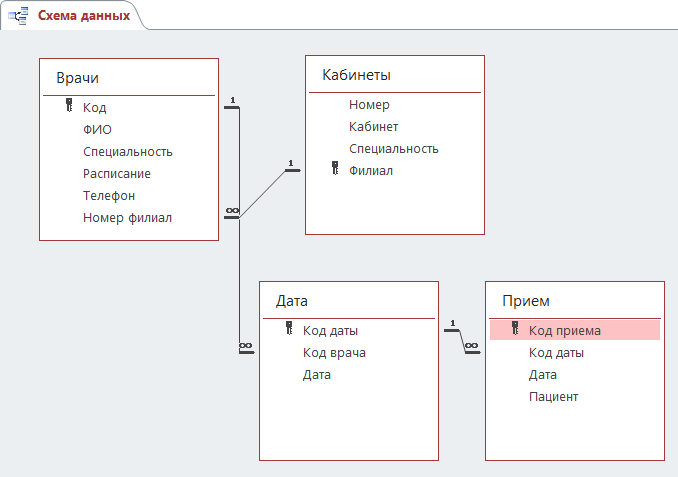 Схема данных
Врачи
Код
ФИО
Специальность
Расписание
Телефон
Номер филиал
1
∞
Кабинеты
Номер
Кабинет
Специальность
Филиал
1
Дата
Код даты
Код врача
Дата
∞
1
Прием
Код приема
Код даты
Дата
Пациент
∞